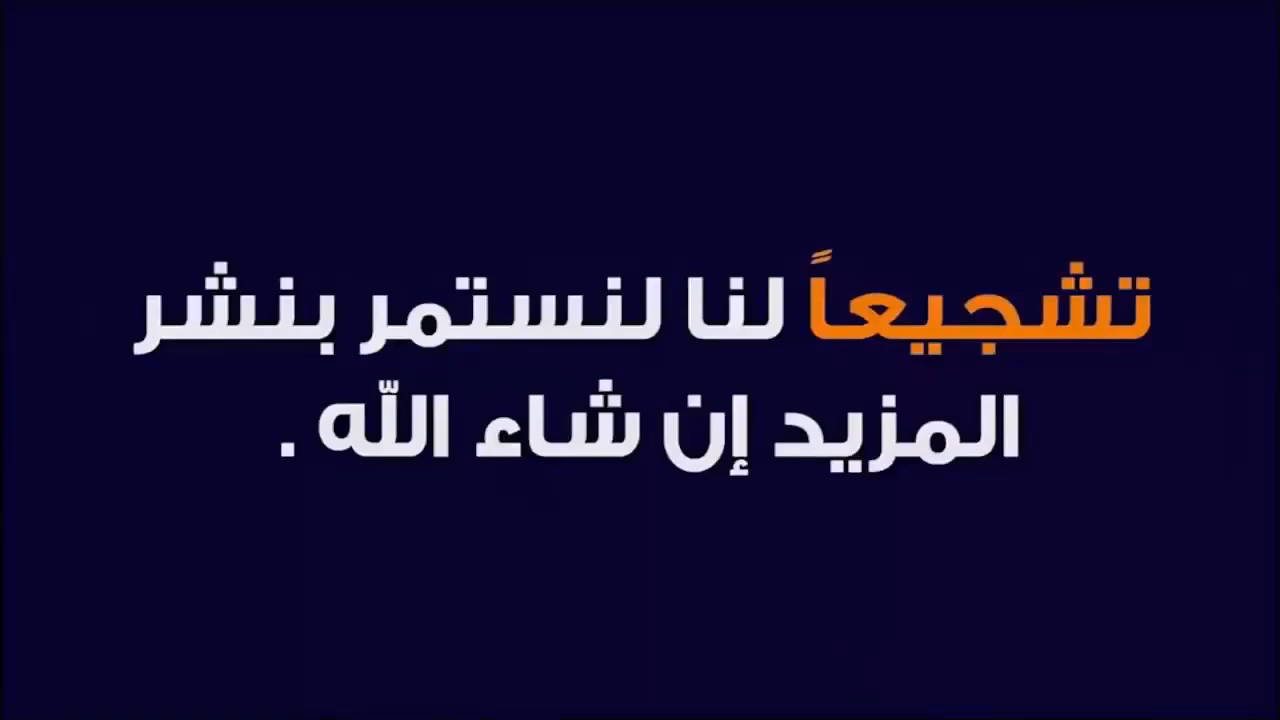 تشجيعاً لنا لنستمر بنشر
المزيد إن شاء اللّه .